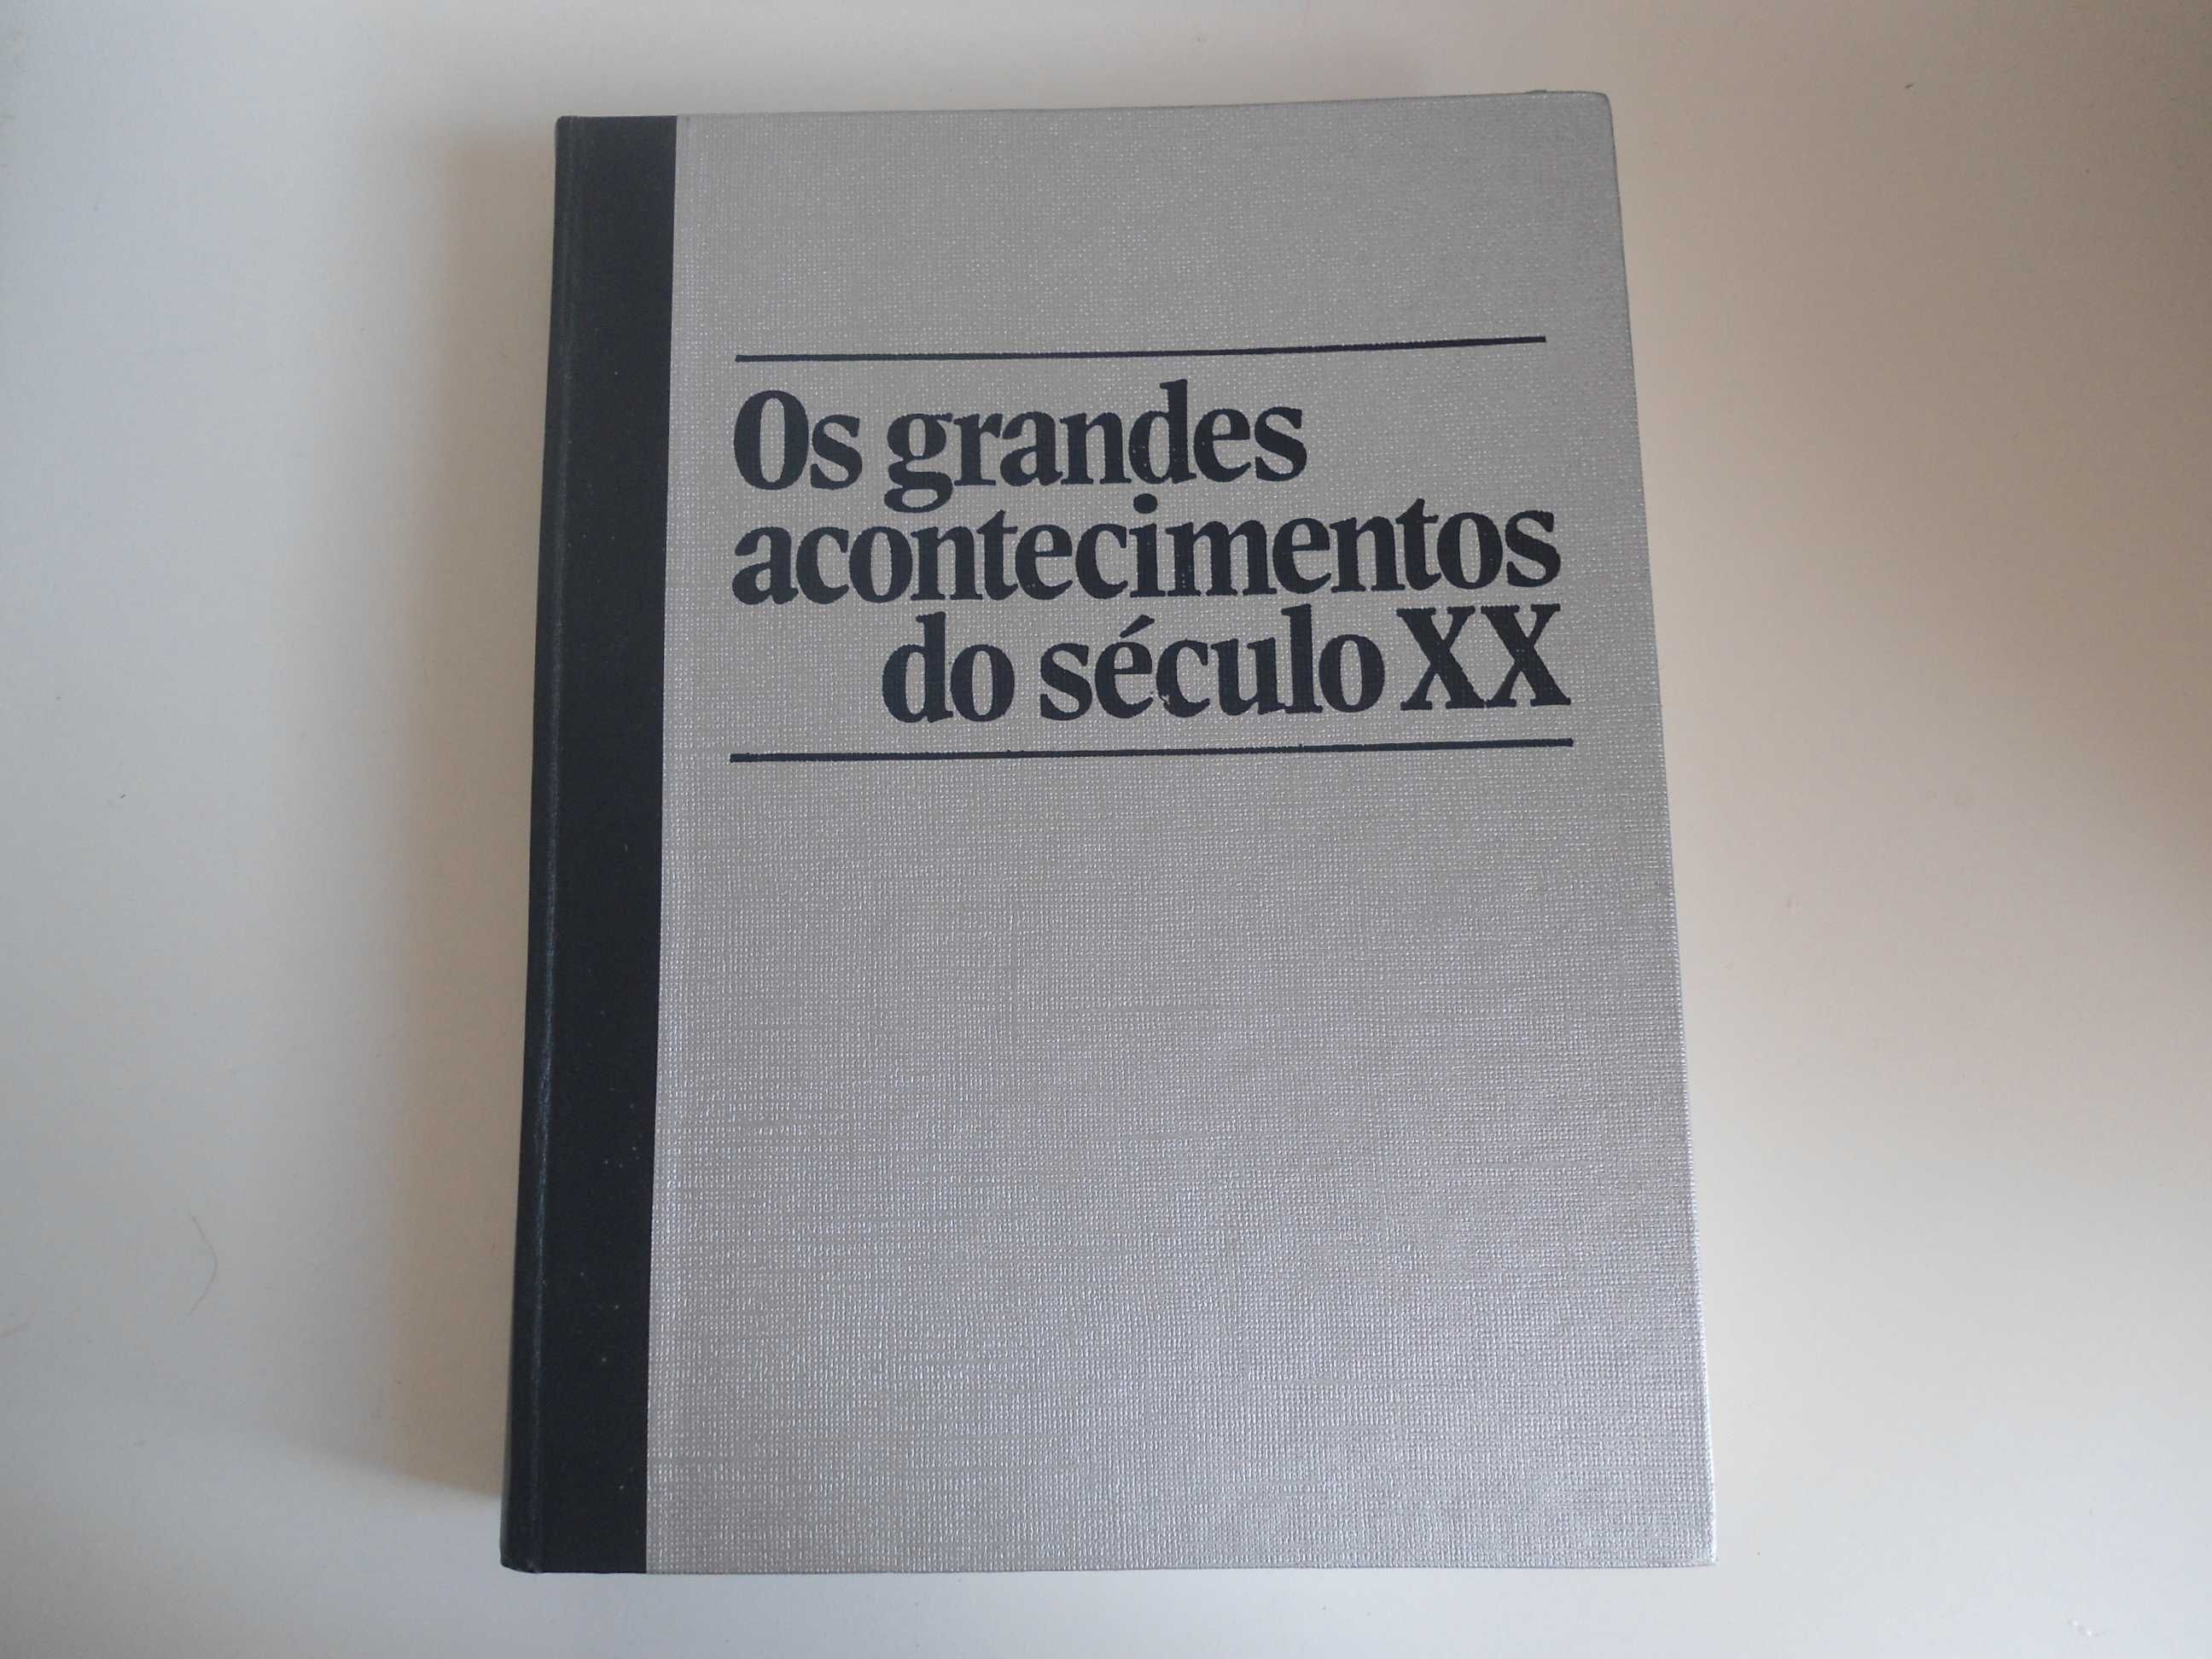 Os grandes
acontecimentos
do século XX